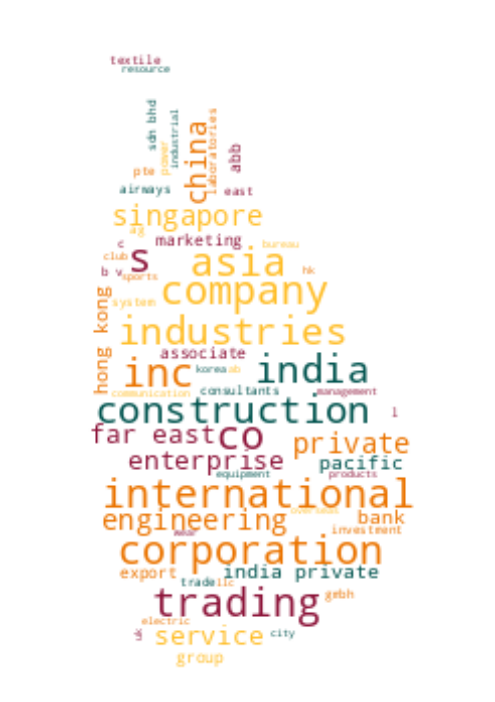 textile
resource
sdn bhd
industrial
power
china
laboratories
abb
pte
airways
east
singapore
ag
c
marketing
bureau
club
s
asia
b v
sports
hk
company
system
hong kong
industries
associate
inc
korea
ab
india
communication
consultants
management
construction
l
far east
co
private
enterprise
pacific
equipment
products
international
engineering
overseas
bank
wear
investment
corporation
export
india private
trade
llc
trading
gmbh
electric
uk
service
city
group